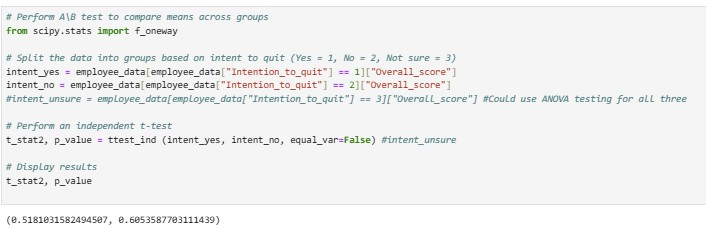 # Perform A\B test to compare means across groups
from scipy.stats import f_oneway
# Split the data into groups based on intent to quit (Yes = 1, No = 2, Not sure = 3)
intent_yes = employee_data[employee_data["Intention_to_quit"] == 1]["Overall_score"]
intent_no = employee_data[employee_data["Intention_to_quit"] == 2]["Overall_score"]
#intent_unsure = employee_data[employee_data["Intention_to_quit"] == 3]["Overall_score"] #Could use ANOVA testing for all three
# Perform an independent t-test
t_stat2, p_value = ttest_ind (intent_yes, intent_no, equal_var=False) #intent_unsure
# Display results
t_stat2, p_value
(0.5181031582494507, 0.6053587703111439)